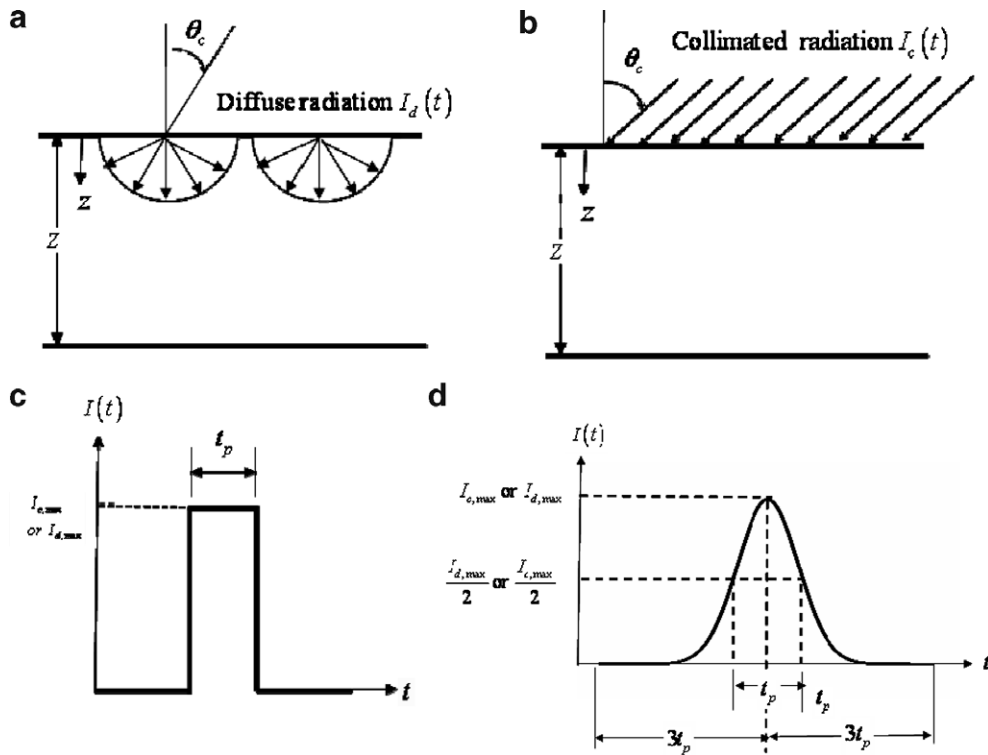 a
θc
Diffuse radiation Id(t)
z
Z
b
Collimated radiation Ic(t)
θc
z
Z
c
I(t)
tp
Ic,max
or Id,max
t
d
I(t)
Ic,max or Id,max
Id,max/2 or Ic,max/2
t
tp
tp
3tp
3tp